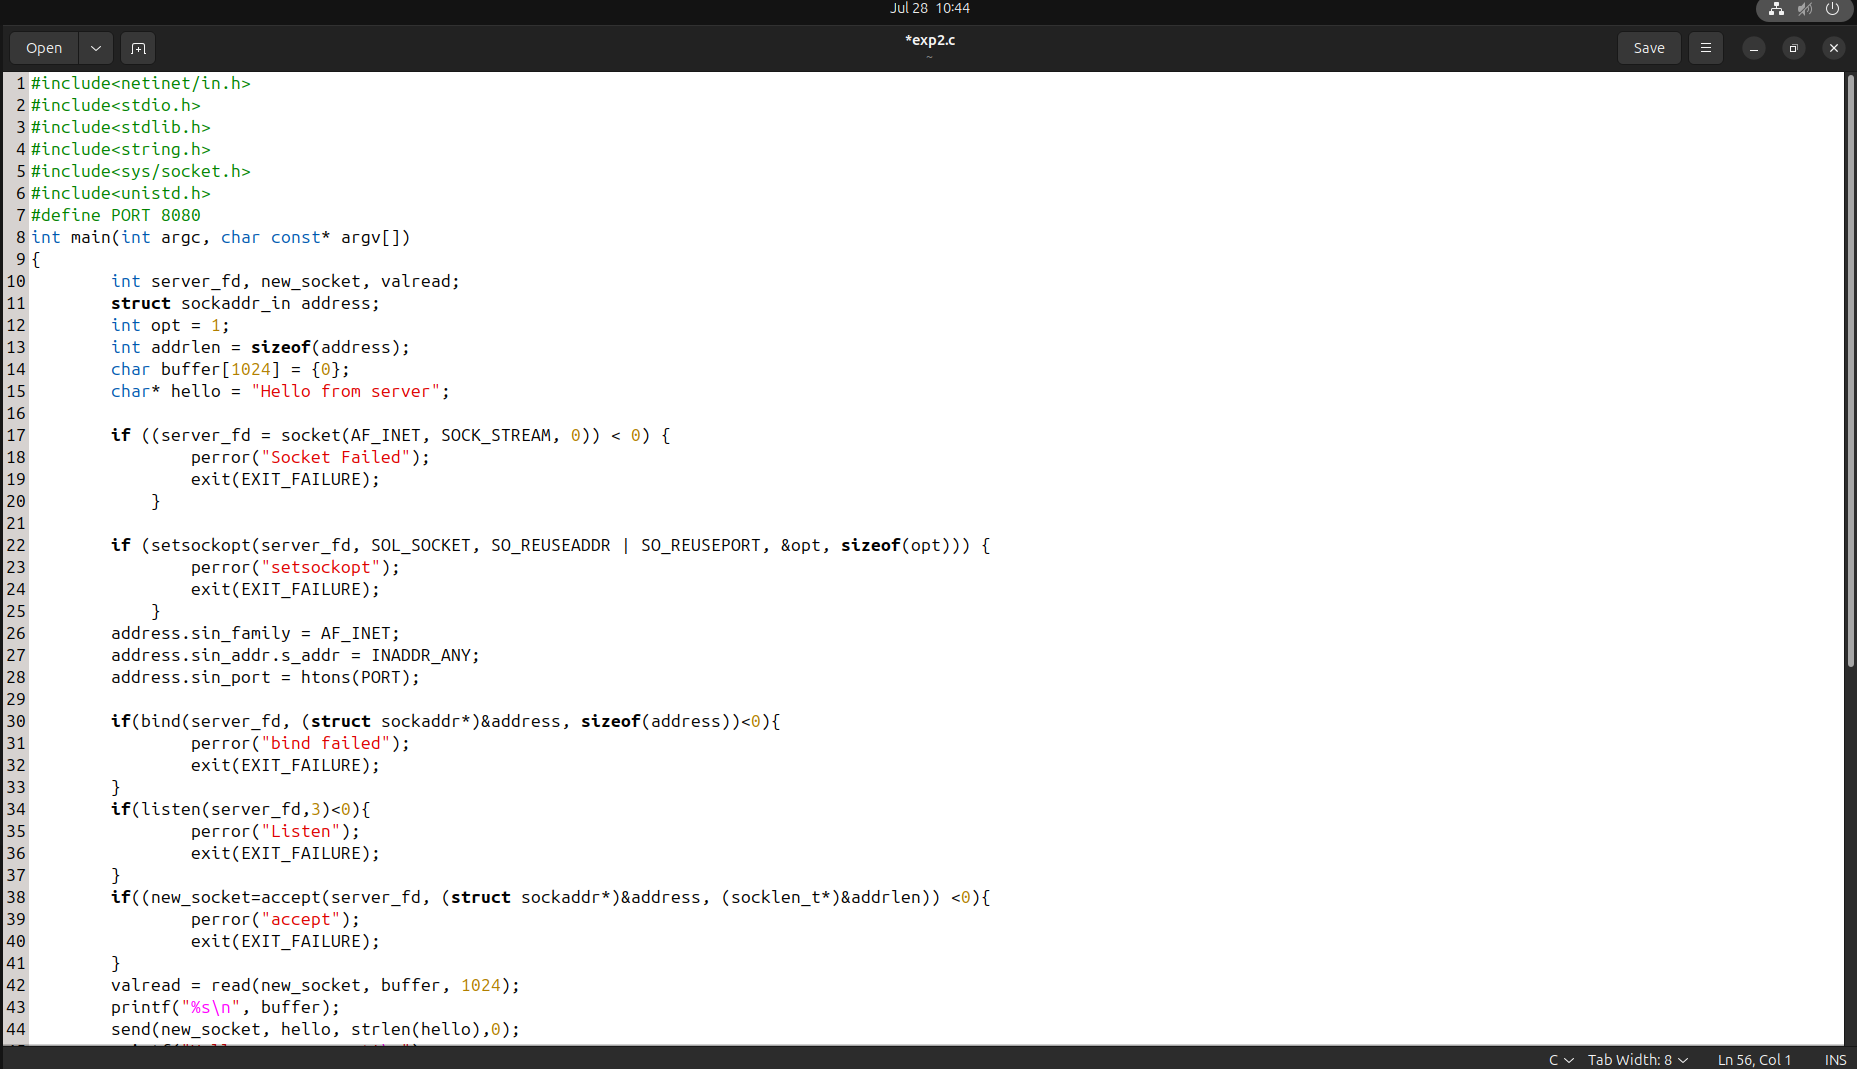 Jul 28 10:44
Open
*exp2.c
~
Save
1 #include<netinet/in.h>
2 #include<stdio.h>
3 #include<stdlib.h>
4 #include<string.h>
5 #include<sys/socket.h>
6 #include<unistd.h>
7 #define PORT 8080
8 int main(int argc, char const* argv[])
9 {
10         int server_fd, new_socket, valread;
11         struct sockaddr_in address;
12         int opt = 1;
13         int addrlen = sizeof(address);
14         char buffer[1024] = {0};
15         char* hello = "Hello from server";
16
17         if ((server_fd = socket(AF_INET, SOCK_STREAM, 0)) < 0) {
18                 perror("Socket Failed");
19                 exit(EXIT_FAILURE);
20             }
21
22         if (setsockopt(server_fd, SOL_SOCKET, SO_REUSEADDR | SO_REUSEPORT, &opt, sizeof(opt))) {
23                 perror("setsockopt");
24                 exit(EXIT_FAILURE);
25             }
26         address.sin_family = AF_INET;
27         address.sin_addr.s_addr = INADDR_ANY;
28         address.sin_port = htons(PORT);
29
30         if(bind(server_fd, (struct sockaddr*)&address, sizeof(address))<0){
31                 perror("bind failed");
32                 exit(EXIT_FAILURE);
33         }
34         if(listen(server_fd,3)<0){
35                 perror("Listen");
36                 exit(EXIT_FAILURE);
37         }
38         if((new_socket=accept(server_fd, (struct sockaddr*)&address, (socklen_t*)&addrlen)) <0){
39                 perror("accept");
40                 exit(EXIT_FAILURE);
41         }
42         valread = read(new_socket, buffer, 1024);
43         printf("%s\n", buffer);
44         send(new_socket, hello, strlen(hello),0);
C Tab Width: 8 Ln 56, Col 1 INS